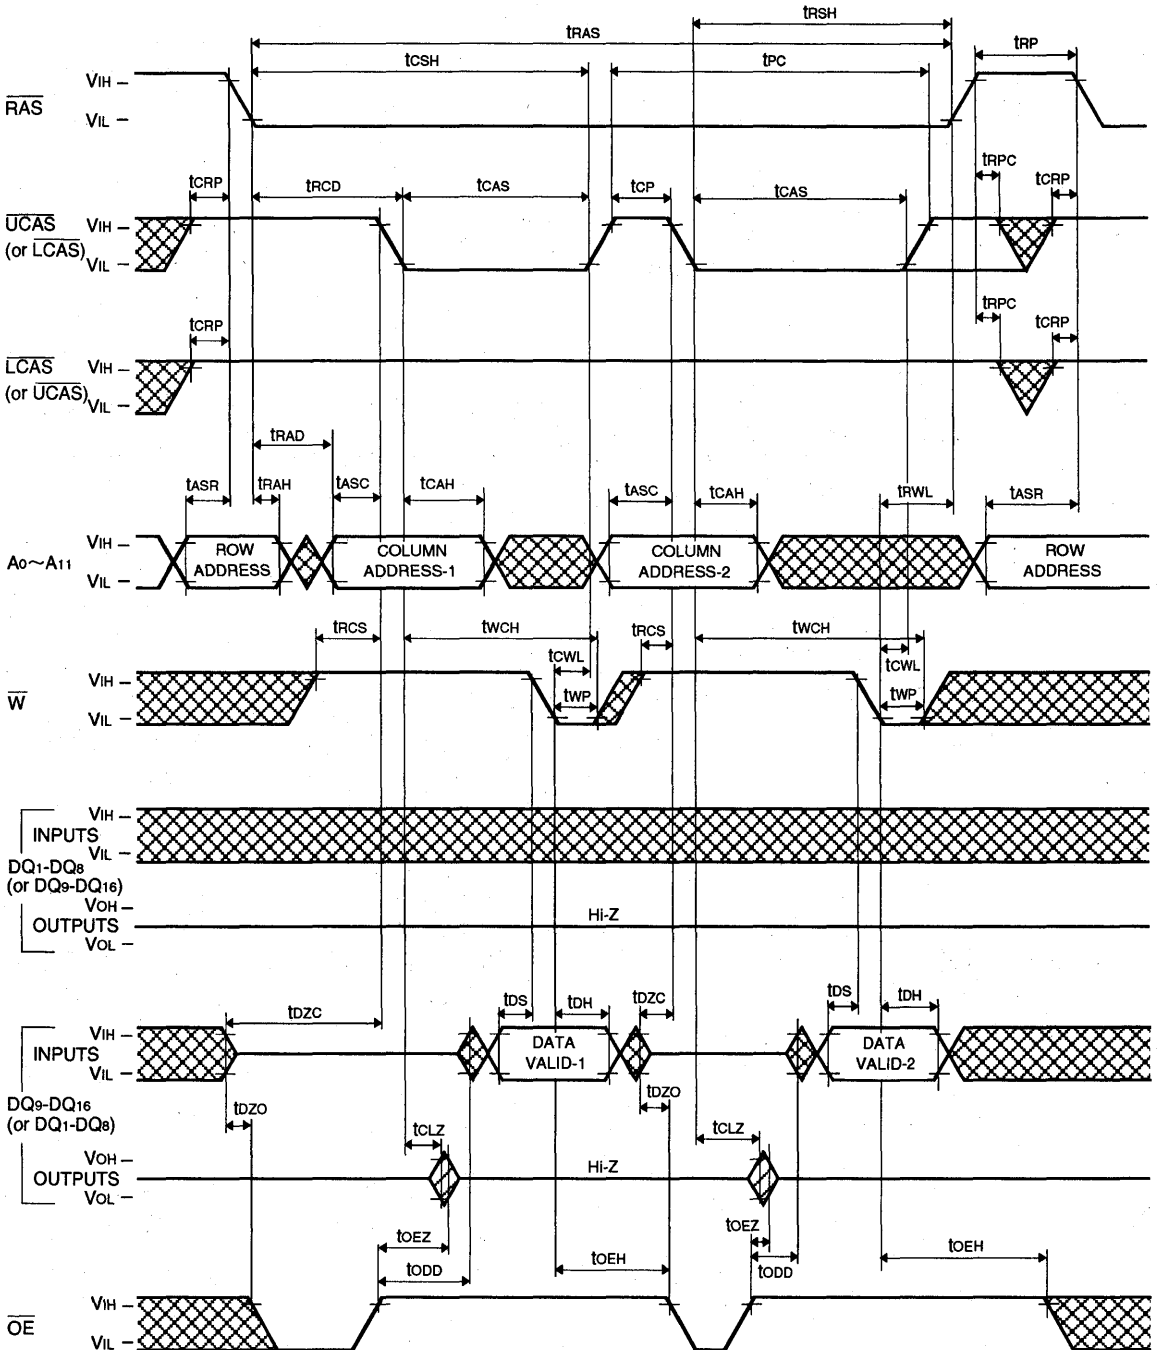 tRSH
tRAS
tRP
tCSH
tPC
RAS
VIH
VIL
tRPC
tCRP
tRCD
tCAS
tCP
tCAS
tCRP
UCAS
(or LCAS)
VIH
VIL
tRPC
tCRP
tCRP
LCAS
(or UCAS)
VIH
VIL
tRAD
tASR
tRAH
tASC
tCAH
tASC
tCAH
tRWL
tASR
A0~A11
VIH
VIL
ROW ADDRESS
COLUMN ADDRESS-1
COLUMN ADDRESS-2
ROW ADDRESS
tRCS
tWCH
tRCS
tWCH
tCWL
tCWL
tWP
tWP
W
VIH
VIL
INPUTS
VIH
VIL
DQ1-DQ8
(or DQ9-DQ16)
OUTPUTS
VOH
VOL
Hi-Z
tDZC
tDS
tDH
tDZC
tDS
tDH
INPUTS
VIH
VIL
DATA VALID-1
DATA VALID-2
DQ9-DQ16
(or DQ1-DQ8)
tDZO
tDZO
tCLZ
tCLZ
OUTPUTS
VOH
VOL
Hi-Z
tOEZ
tOEZ
tODD
tOEH
tODD
tOEH
OE
VIH
VIL